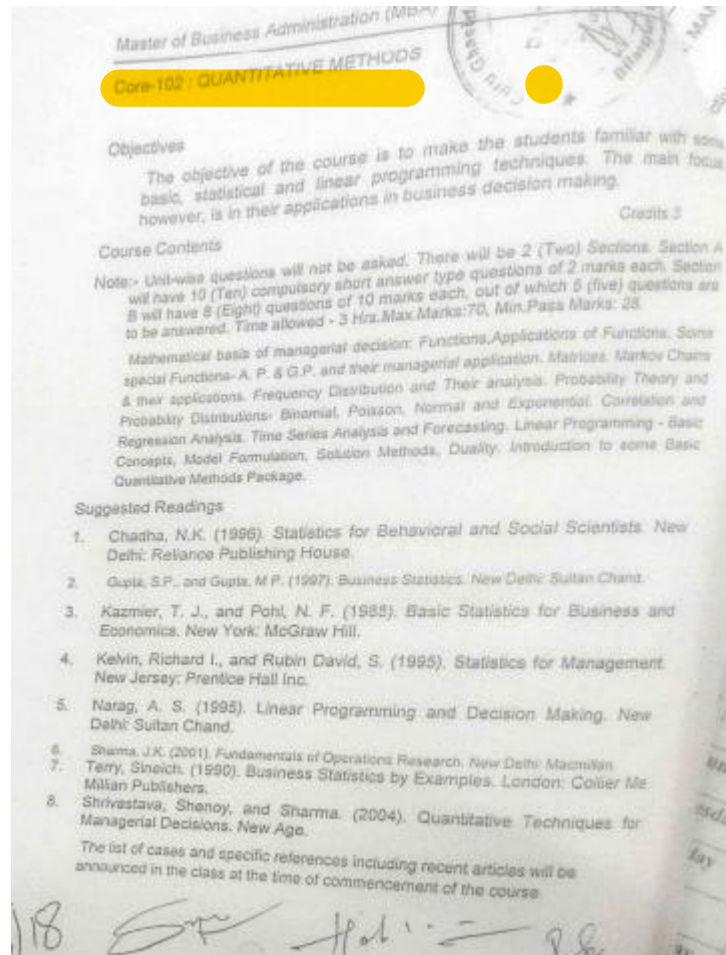 Master of Business Administration (MBA)
Core-102 : QUANTITATIVE METHODS
Objectives
The objective of the course is to make the students familiar with some
basic, statistical and linear programming techniques. The main focus
however, is in their applications in business decision making.
Credits 3
Course Contents
Note:- Unit-wise questions will not be asked. There will be 2 (Two) Sections. Section A
will have 10 (Ten) compulsory short answer type questions of 2 marks each. Section
B will have 8 (Eight) questions of 10 marks each, out of which 5 (five) questions are
to be answered. Time allowed - 3 Hrs.Max.Marks:70, Min.Pass Marks: 28.
Mathematical basis of managerial decision: Functions,Applications of Functions, Some
special Functions- A. P. & G.P. and their managerial application. Matrices. Markov Chains
& their applications. Frequency Distribution and Their analysis. Probability Theory and
Probability Distributions- Binomial, Poisson, Normal and Exponential. Correlation and
Regression Analysis. Time Series Analysis and Forecasting. Linear Programming - Basic
Concepts, Model Formulation, Solution Methods, Duality. Introduction to some Basic
Quantitative Methods Package.
Suggested Readings
1. Chadha, N.K. (1996). Statistics for Behavioral and Social Scientists. New
Delhi: Reliance Publishing House.
2. Gupta, S.P., and Gupta, M.P. (1997). Business Statistics. New Delhi: Sultan Chand.
3. Kazmier, T. J., and Pohl, N. F. (1988). Basic Statistics for Business and
Economics. New York: McGraw Hill.
4. Kelvin, Richard I., and Rubin David, S. (1995). Statistics for Management.
New Jersey: Prentice Hall Inc.
5. Narag, A. S. (1995). Linear Programming and Decision Making. New
Delhi: Sultan Chand.
6. Sharma, J.K. (2001). Fundamentals of Operations Research. New Delhi: Macmillan.
7. Terry, Sineich. (1990). Business Statistics by Examples. London: Collier Me
Millian Publishers.
8. Shrivastava, Shenoy, and Sharma. (2004). Quantitative Techniques for
Managerial Decisions. New Age.
The list of cases and specific references including recent articles will be
announced in the class at the time of commencement of the course